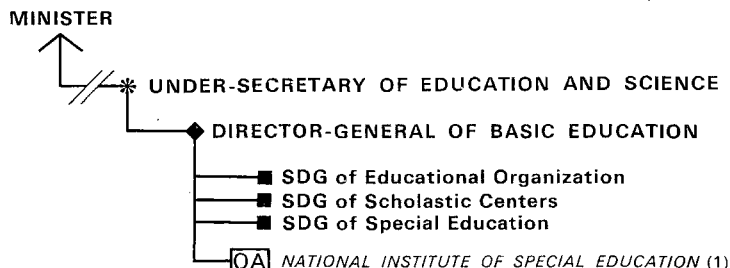 MINISTER
UNDER-SECRETARY OF EDUCATION AND SCIENCE
DIRECTOR-GENERAL OF BASIC EDUCATION
SDG of Educational Organization
SDG of Scholastic Centers
SDG of Special Education
OA NATIONAL INSTITUTE OF SPECIAL EDUCATION (1)